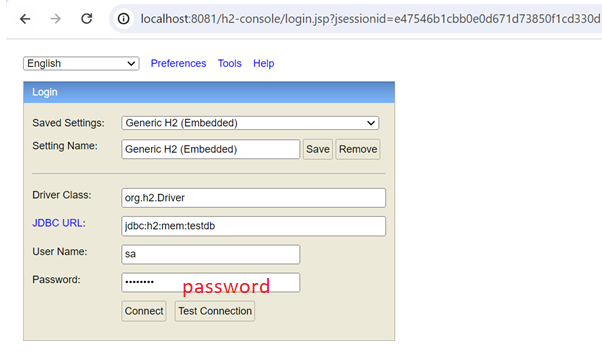 localhost:8081/h2-console/login.jsp?jsessionid=e47546b1cbb0e0d671d73850f1cd330d
English Preferences Tools Help
Login
Saved Settings: Generic H2 (Embedded)
Setting Name: Generic H2 (Embedded) Save Remove
Driver Class: org.h2.Driver
JDBC URL: jdbc:h2:mem:testdb
User Name: sa
Password: •••••••• password
Connect Test Connection